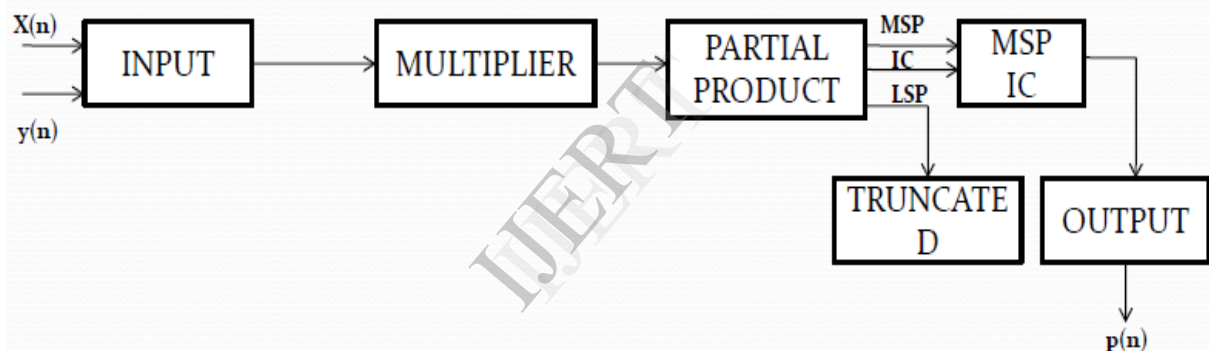 X(n)
y(n)
INPUT
MULTIPLIER
PARTIAL
PRODUCT
MSP
IC
LSP
MSP
IC
TRUNCATE
D
OUTPUT
p(n)
IJERT